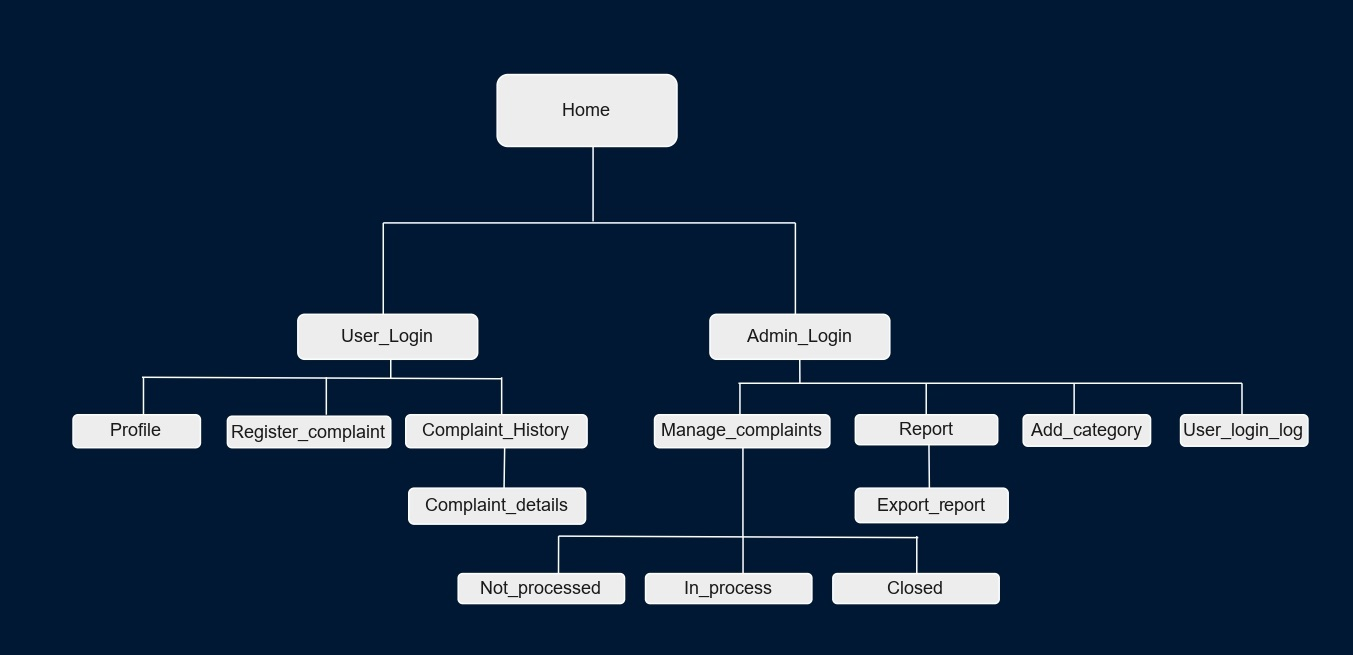 Home
User_Login
Admin_Login
Profile
Register_complaint
Complaint_History
Manage_complaints
Report
Add_category
User_login_log
Complaint_details
Export_report
Not_processed
In_process
Closed